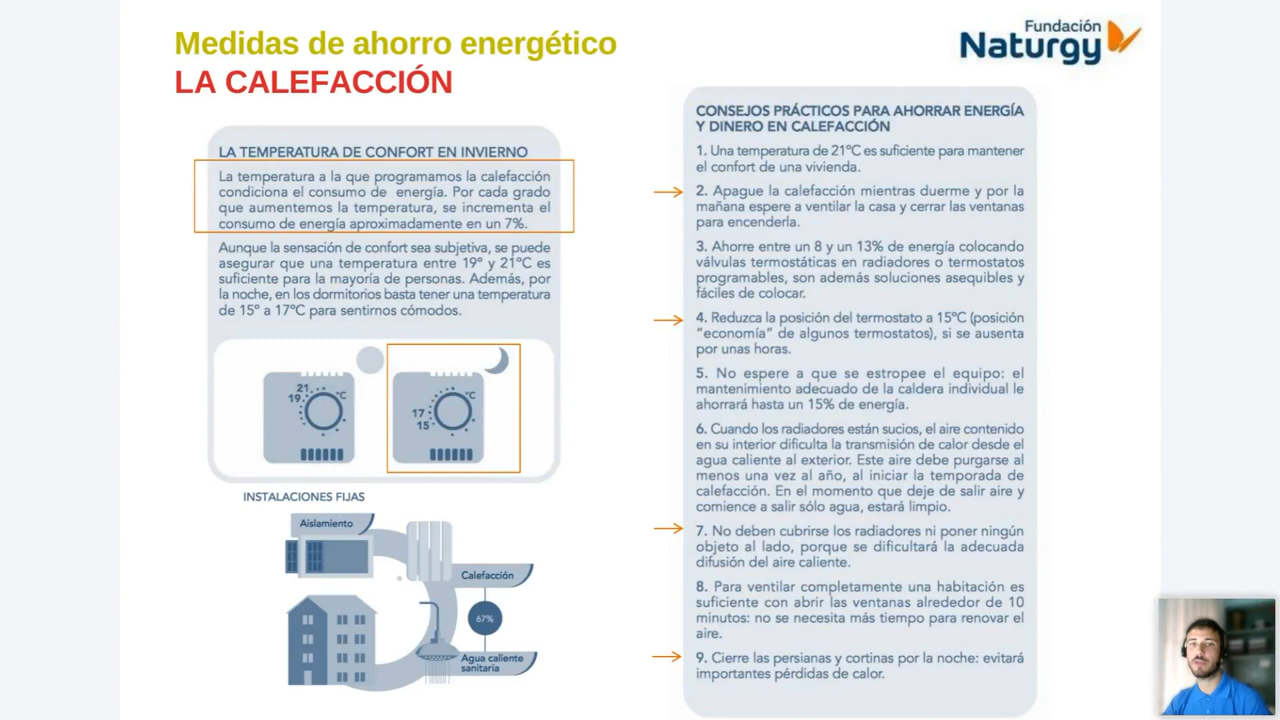 Medidas de ahorro energético
LA CALEFACCIÓN
Fundación
Naturgy
LA TEMPERATURA DE CONFORT EN INVIERNO
La temperatura a la que programamos la calefacción
condiciona el consumo de energía. Por cada grado
que aumentemos la temperatura, se incrementa el
consumo de energía aproximadamente en un 7%.
Aunque la sensación de confort sea subjetiva, se puede
asegurar que una temperatura entre 19º y 21ºC es
suficiente para la mayoría de personas. Además, por
la noche, en los dormitorios basta tener una temperatura
de 15º a 17ºC para sentirnos cómodos.
21
19
ºC
17
15
ºC
INSTALACIONES FIJAS
Aislamiento
Calefacción
67%
Agua caliente
sanitaria
CONSEJOS PRÁCTICOS PARA AHORRAR ENERGÍA
Y DINERO EN CALEFACCIÓN
1. Una temperatura de 21ºC es suficiente para mantener
el confort de una vivienda.
2. Apague la calefacción mientras duerme y por la
mañana espere a ventilar la casa y cerrar las ventanas
para encenderla.
3. Ahorre entre un 8 y un 13% de energía colocando
válvulas termostáticas en radiadores o termostatos
programables, son además soluciones asequibles y
fáciles de colocar.
4. Reduzca la posición del termostato a 15ºC (posición
“economía” de algunos termostatos), si se ausenta
por unas horas.
5. No espere a que se estropee el equipo: el
mantenimiento adecuado de la caldera individual le
ahorrará hasta un 15% de energía.
6. Cuando los radiadores están sucios, el aire contenido
en su interior dificulta la transmisión de calor desde el
agua caliente al exterior. Este aire debe purgarse al
menos una vez al año, al iniciar la temporada de
calefacción. En el momento que deje de salir aire y
comience a salir sólo agua, estará limpio.
7. No deben cubrirse los radiadores ni poner ningún
objeto al lado, porque se dificultará la adecuada
difusión del aire caliente.
8. Para ventilar completamente una habitación es
suficiente con abrir las ventanas alrededor de 10
minutos: no se necesita más tiempo para renovar el
aire.
9. Cierre las persianas y cortinas por la noche: evitará
importantes pérdidas de calor.